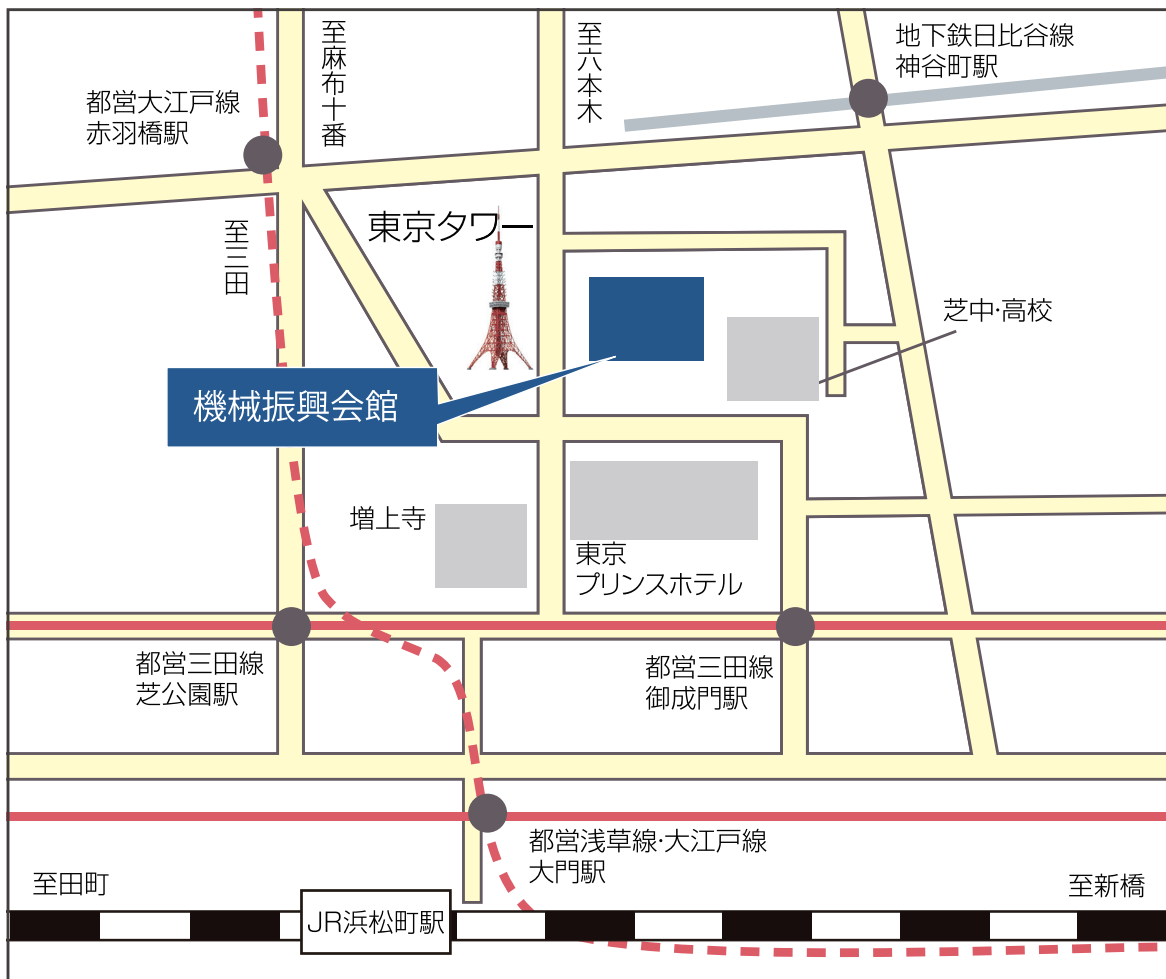 至麻布十番
至六本木
地下鉄日比谷線
神谷町駅
都営大江戸線
赤羽橋駅
東京タワー
至三田
芝中・高校
機械振興会館
増上寺
東京
プリンスホテル
都営三田線
芝公園駅
都営三田線
御成門駅
都営浅草線・大江戸線
大門駅
至田町
至新橋
JR浜松町駅